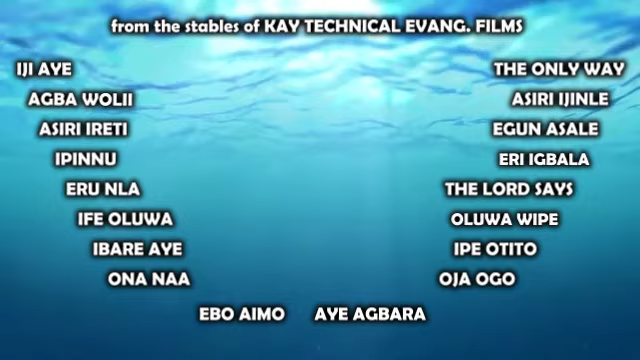 from the stables of KAY TECHNICAL EVANG. FILMS
IJI AYE
AGBA WOLII
ASIRI IRETI
IPINNU
ERU NLA
IFE OLUWA
IBARE AYE
ONA NAA
THE ONLY WAY
ASIRI IJINLE
EGUN ASALE
ERI IGBALA
THE LORD SAYS
OLUWA WIPE
IPE OTITO
OJA OGO
EBO AIMO
AYE AGBARA